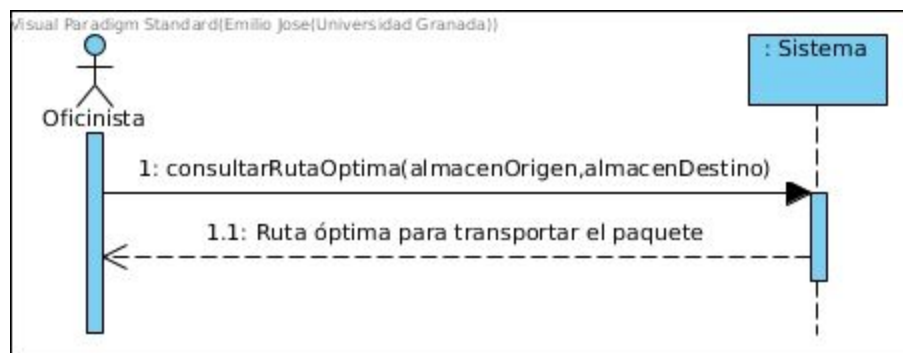 Visual Paradigm Standard(Emilio Jose(Universidad Granada))
: Sistema
Oficinista
1: consultarRutaOptima(almacenOrigen,almacenDestino)
1.1: Ruta óptima para transportar el paquete